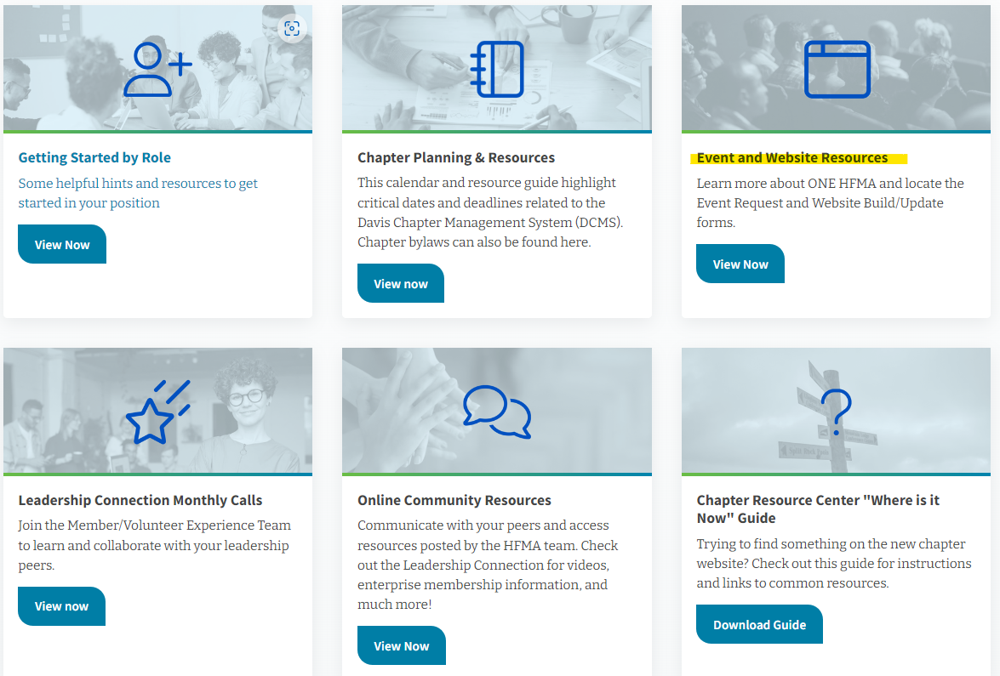 Getting Started by Role
Some helpful hints and resources to get
started in your position
View Now
Chapter Planning & Resources
This calendar and resource guide highlight
critical dates and deadlines related to the
Davis Chapter Management System (DCMS).
Chapter bylaws can also be found here.
View now
Event and Website Resources
Learn more about ONE HFMA and locate the
Event Request and Website Build/Update
forms.
View Now
Leadership Connection Monthly Calls
Join the Member/Volunteer Experience Team
to learn and collaborate with your leadership
peers.
View now
Online Community Resources
Communicate with your peers and access
resources posted by the HFMA team. Check
out the Leadership Connection for videos,
enterprise membership information, and
much more!
View Now
Chapter Resource Center "Where is it
Now" Guide
Trying to find something on the new chapter
website? Check out this guide for instructions
and links to common resources.
Download Guide